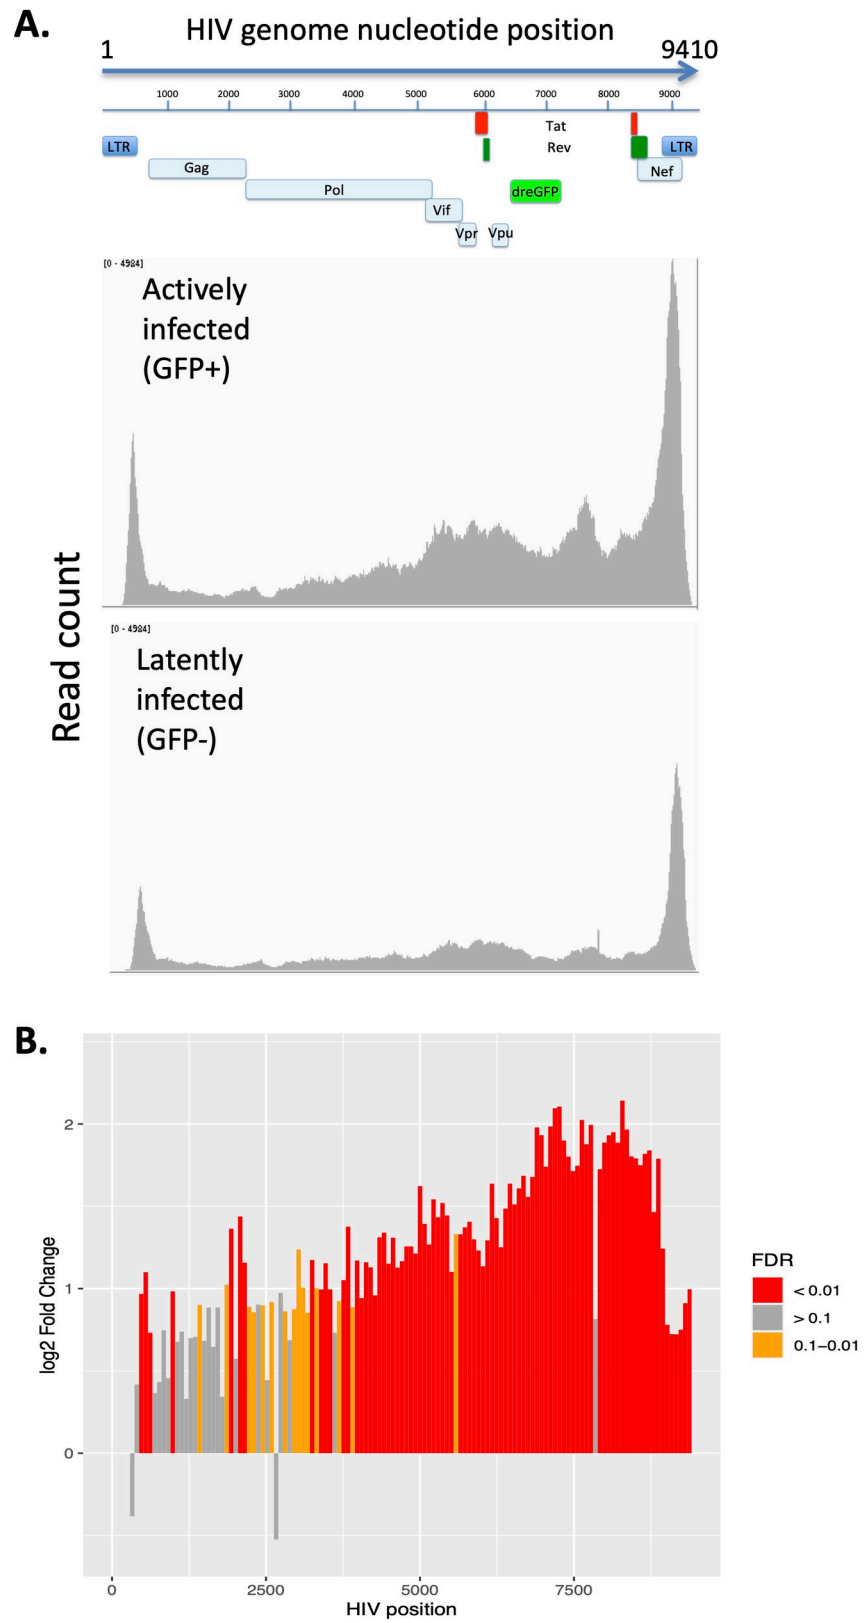 A.
HIV genome nucleotide position
1 9410
1000 2000 3000 4000 5000 6000 7000 8000 9000
Tat
LTR Rev LTR
Gag Nef
Pol dreGFP
Vif
Vpr Vpu
[0 - 4984]
Actively
infected
(GFP+)
Read count
[0 - 4984]
Latently
infected
(GFP-)
B.
log2 Fold Change
2
1
0
0 2500 5000 7500
HIV position
FDR
< 0.01
> 0.1
0.1–0.01